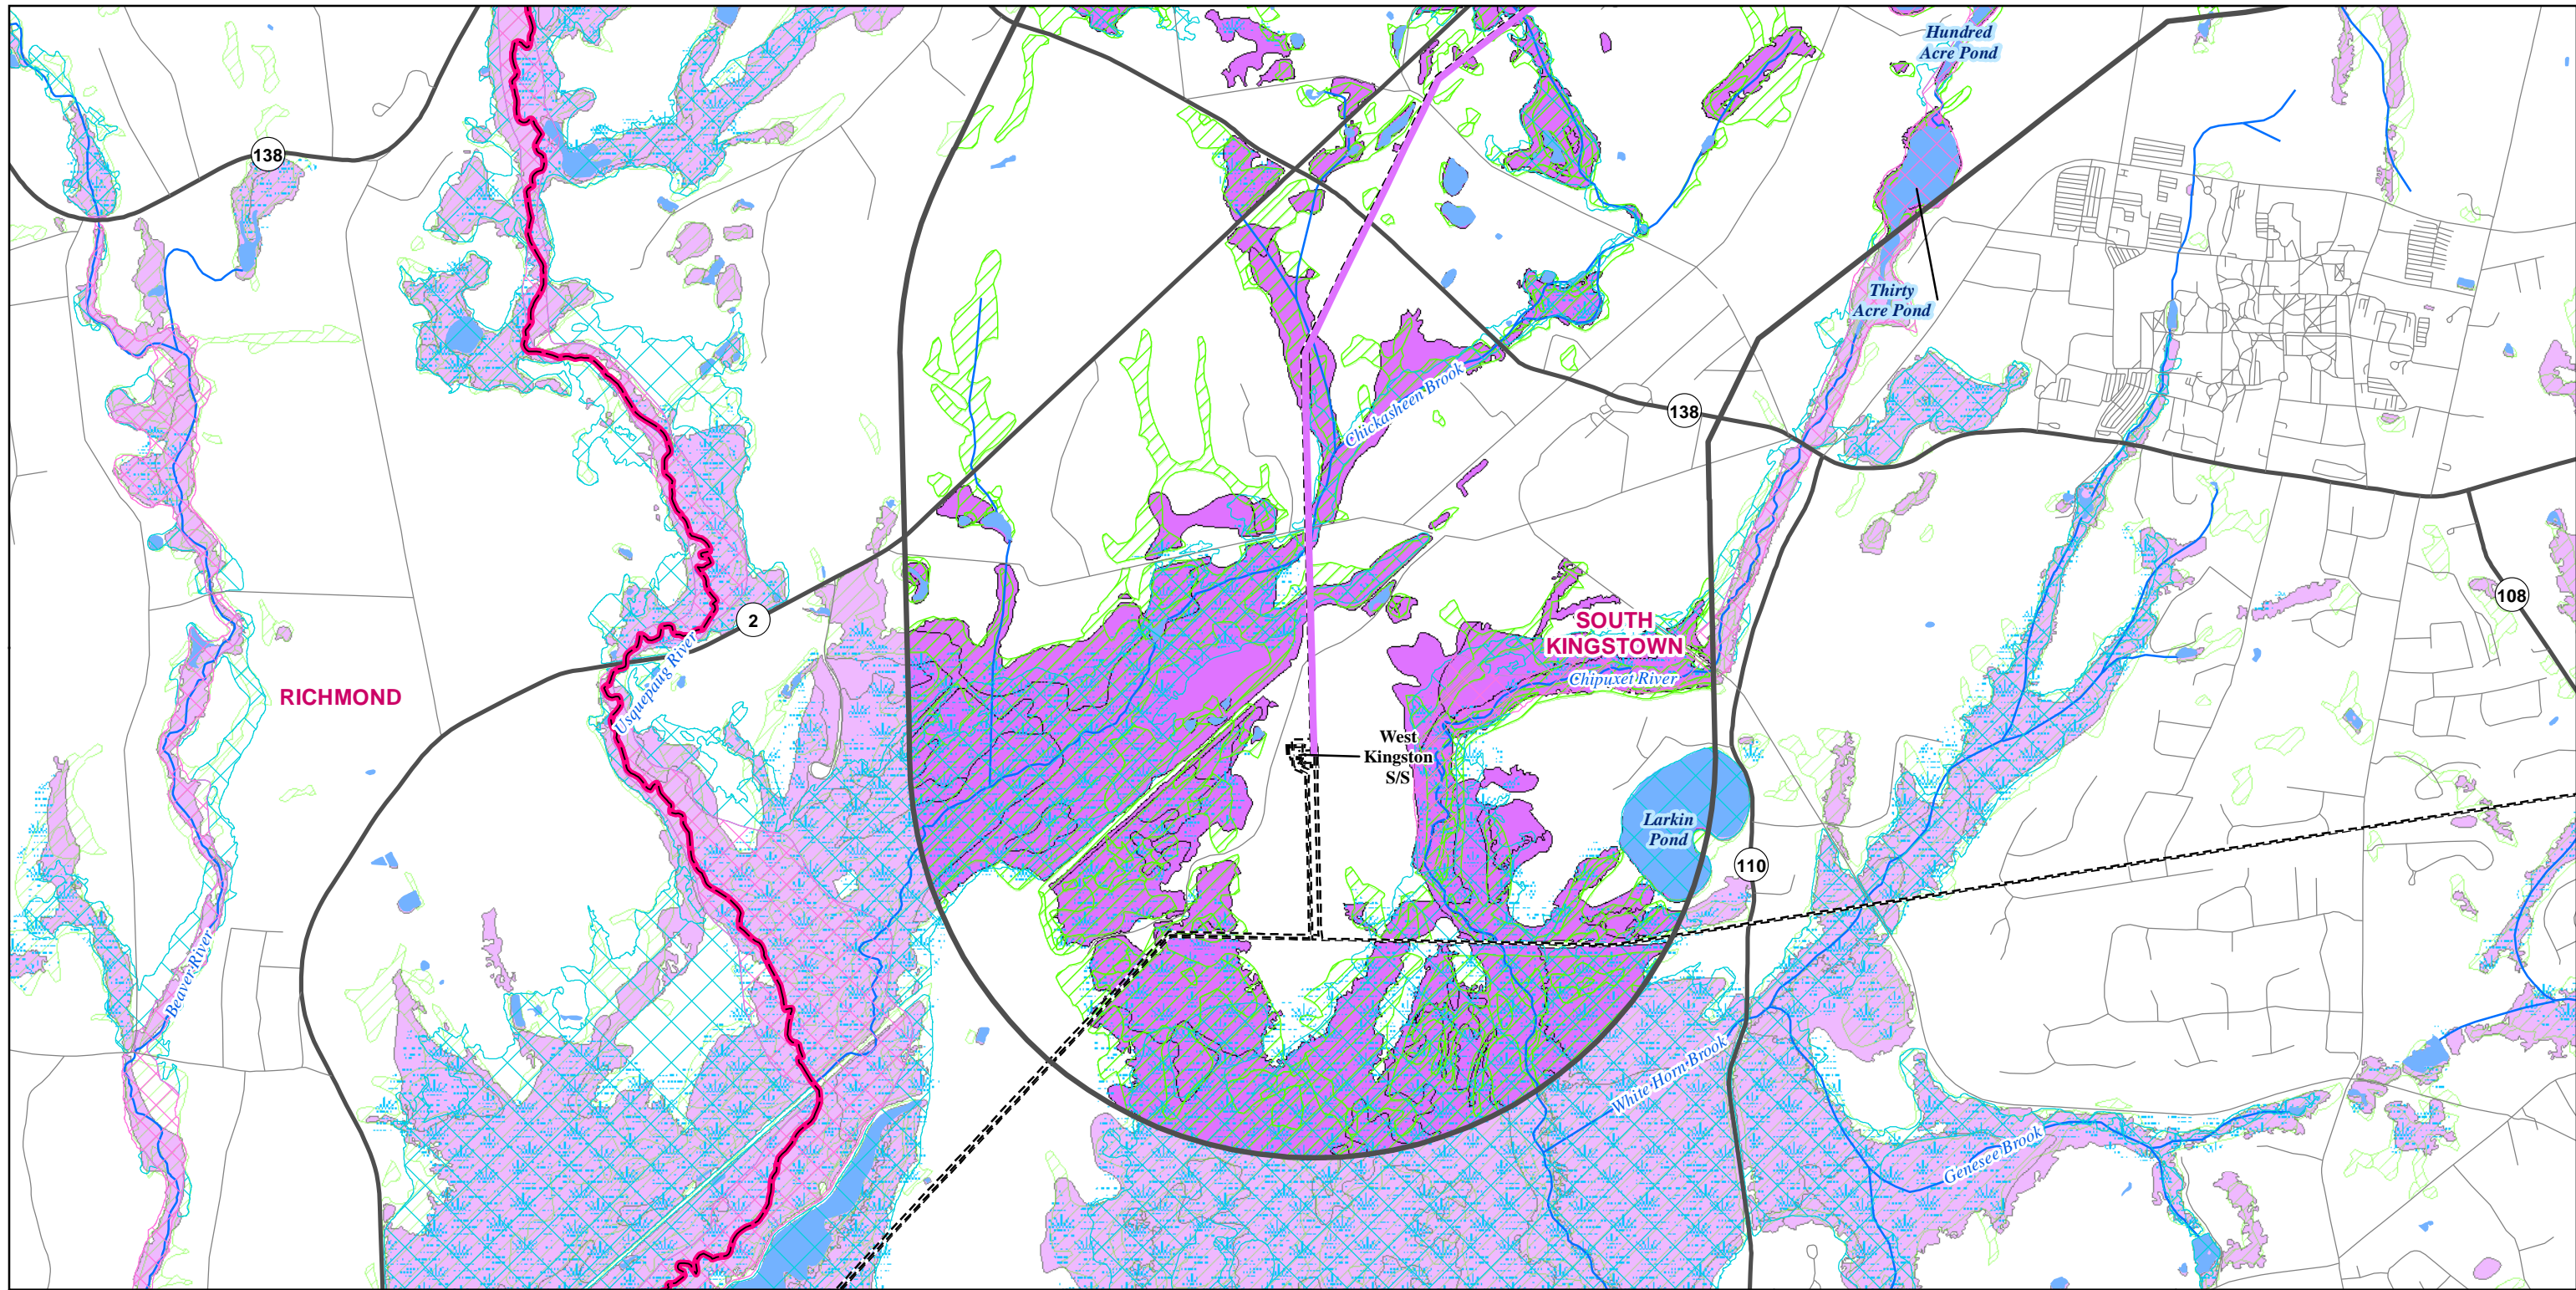 Hundred
Acre Pond
138
Thirty
Acre Pond
Chickasheen Brook
138
2
108
SOUTH
KINGSTOWN
Usquepaug River
Chipuxet River
RICHMOND
West
Kingston
S/S
Larkin
Pond
110
Beaver River
White Horn Brook
Genesee Brook